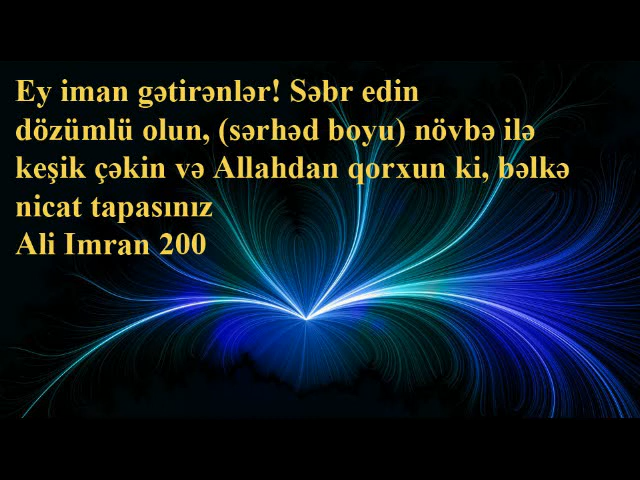 Ey iman gətirənlər! Səbr edin
dözümlü olun, (sərhəd boyu) növbə ilə
keşik çəkin və Allahdan qorxun ki, bəlkə
nicat tapasınız
Ali Imran 200